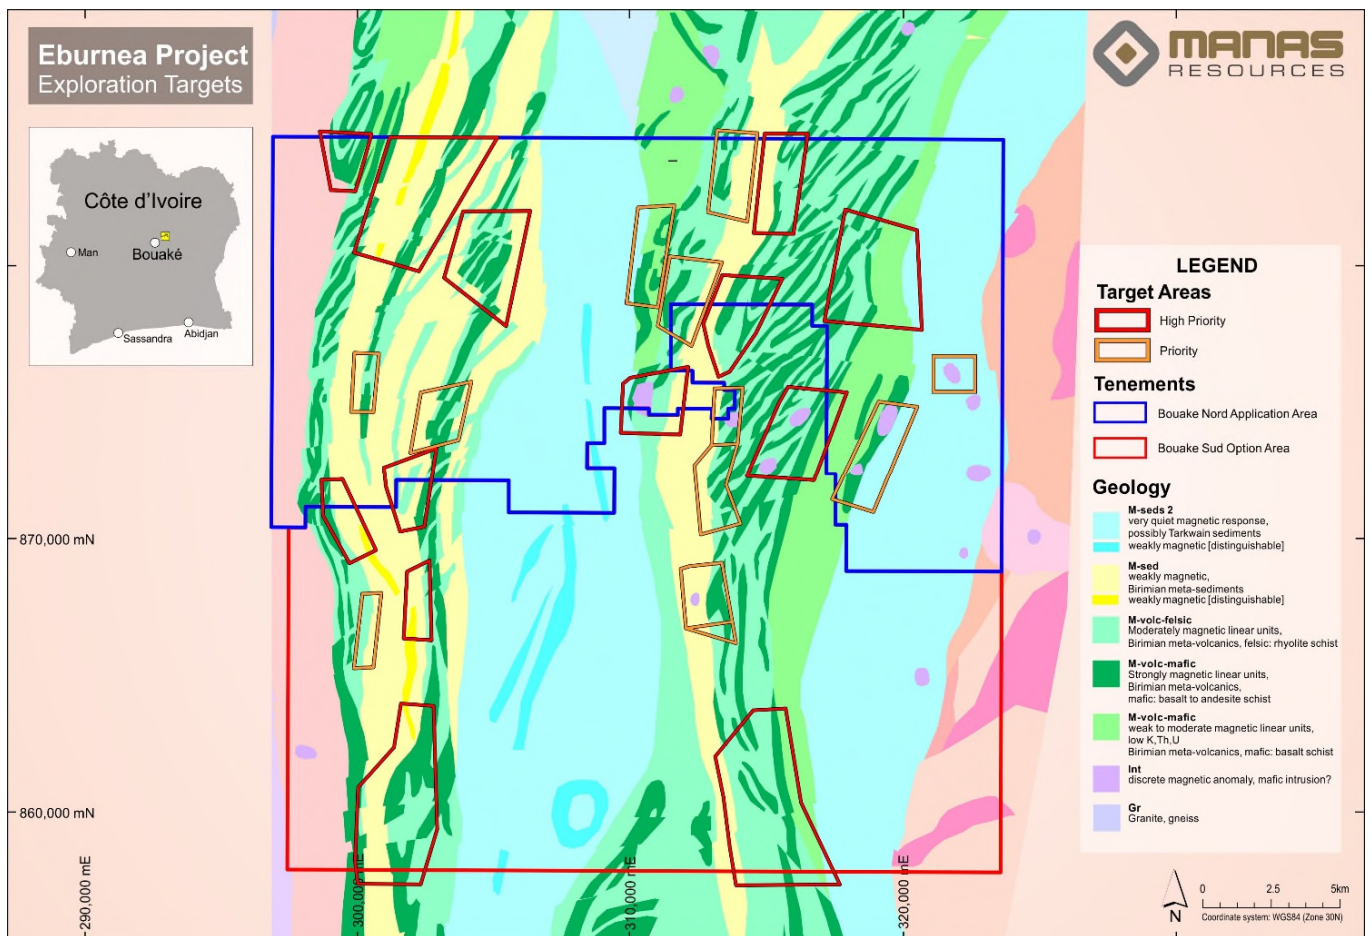 Eburnea Project
Exploration Targets
MANAS
RESOURCES
Côte d'Ivoire
Man
Bouaké
Sassandra
Abidjan
870,000 mN
860,000 mN
290,000 mE
300,000 mE
310,000 mE
320,000 mE
LEGEND
Target Areas
High Priority
Priority
Tenements
Bouake Nord Application Area
Bouake Sud Option Area
Geology
M-seds 2
very quiet magnetic response,
possibly Tarkwain sediments
weakly magnetic [distinguishable]
M-sed
weakly magnetic,
Birimian meta-sediments
weakly magnetic [distinguishable]
M-volc-felsic
Moderately magnetic linear units,
Birimian meta-volcanics, felsic: rhyolite schist
M-volc-mafic
Strongly magnetic linear units,
Birimian meta-volcanics,
mafic: basalt to andesite schist
M-volc-mafic
weak to moderate magnetic linear units,
low K,Th,U
Birimian meta-volcanics, mafic: basalt schist
Int
discrete magnetic anomaly, mafic intrusion?
Gr
Granite, gneiss
N
0 2.5 5km
Coordinate system: WGS84 (Zone 30N)